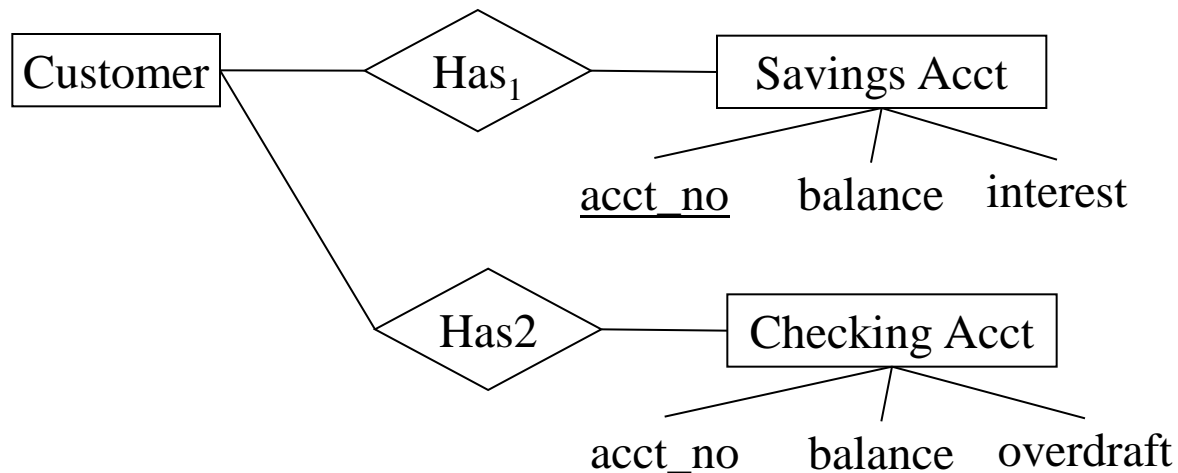 Customer
Has₁
Savings Acct
acct_no balance interest
Has2
Checking Acct
acct_no balance overdraft